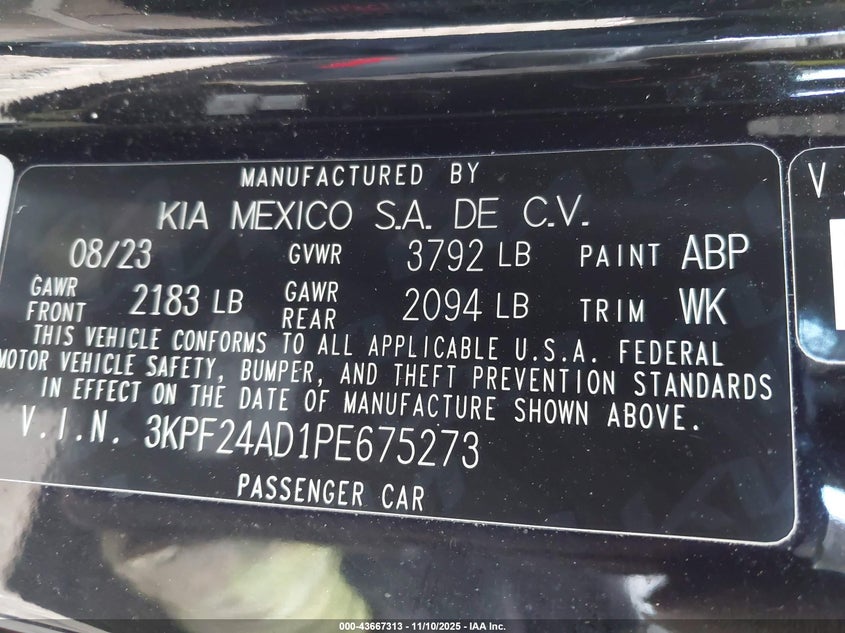 MANUFACTURED BY
KIA MEXICO S.A. DE C.V.
08/23 GVWR 3792 LB PAINT ABP
GAWR FRONT 2183 LB GAWR REAR 2094 LB TRIM WK
THIS VEHICLE CONFORMS TO ALL APPLICABLE U.S.A. FEDERAL
MOTOR VEHICLE SAFETY, BUMPER, AND THEFT PREVENTION STANDARDS
IN EFFECT ON THE DATE OF MANUFACTURE SHOWN ABOVE.
V.I.N. 3KPF24AD1PE675273
PASSENGER CAR
V.
000-43667313 - 11/10/2025 - IAA Inc.